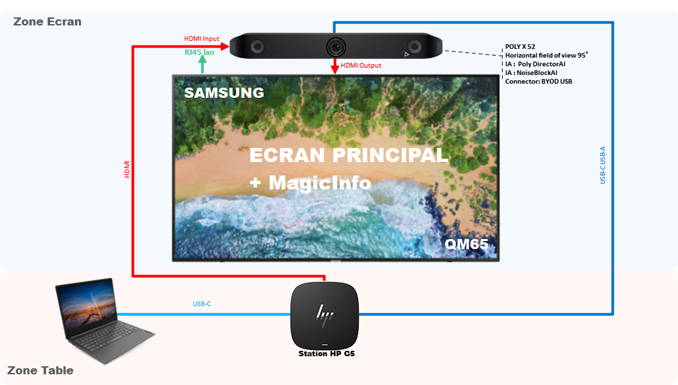 Zone Ecran
HDMI Input
RJ45 lan
HDMI Output
POLY X 52
Horizontal field of view 95°
IA : Poly DirectorAI
IA : NoiseBlockAI
Connector: BYOD USB
SAMSUNG
ECRAN PRINCIPAL
+ MagicInfo
QM65
HDMI
USB-C USB-A
USB-C
hp
Station HP G5
Zone Table